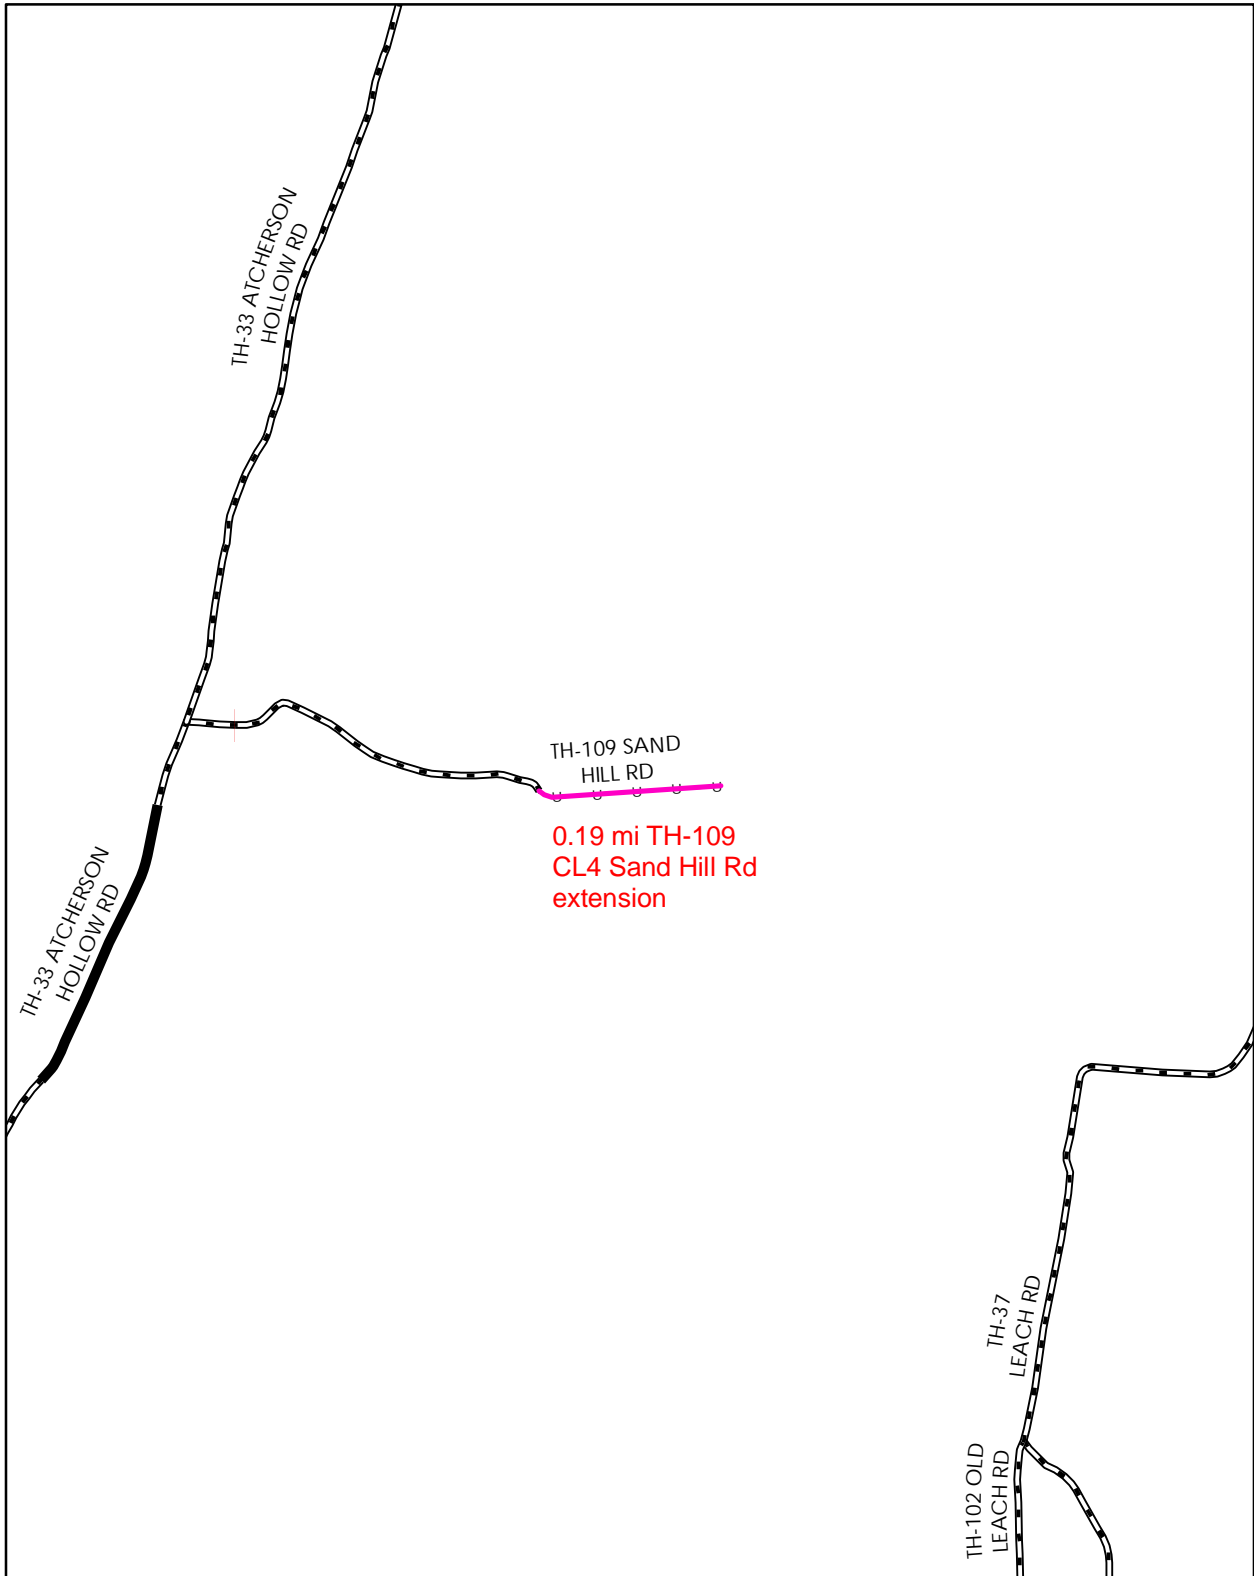 TH-33 ATCHERSON
HOLLOW RD
TH-109 SAND
HILL RD
0.19 mi TH-109
CL4 Sand Hill Rd
extension
TH-33 ATCHERSON
HOLLOW RD
TH-37
LEACH RD
TH-102 OLD
LEACH RD